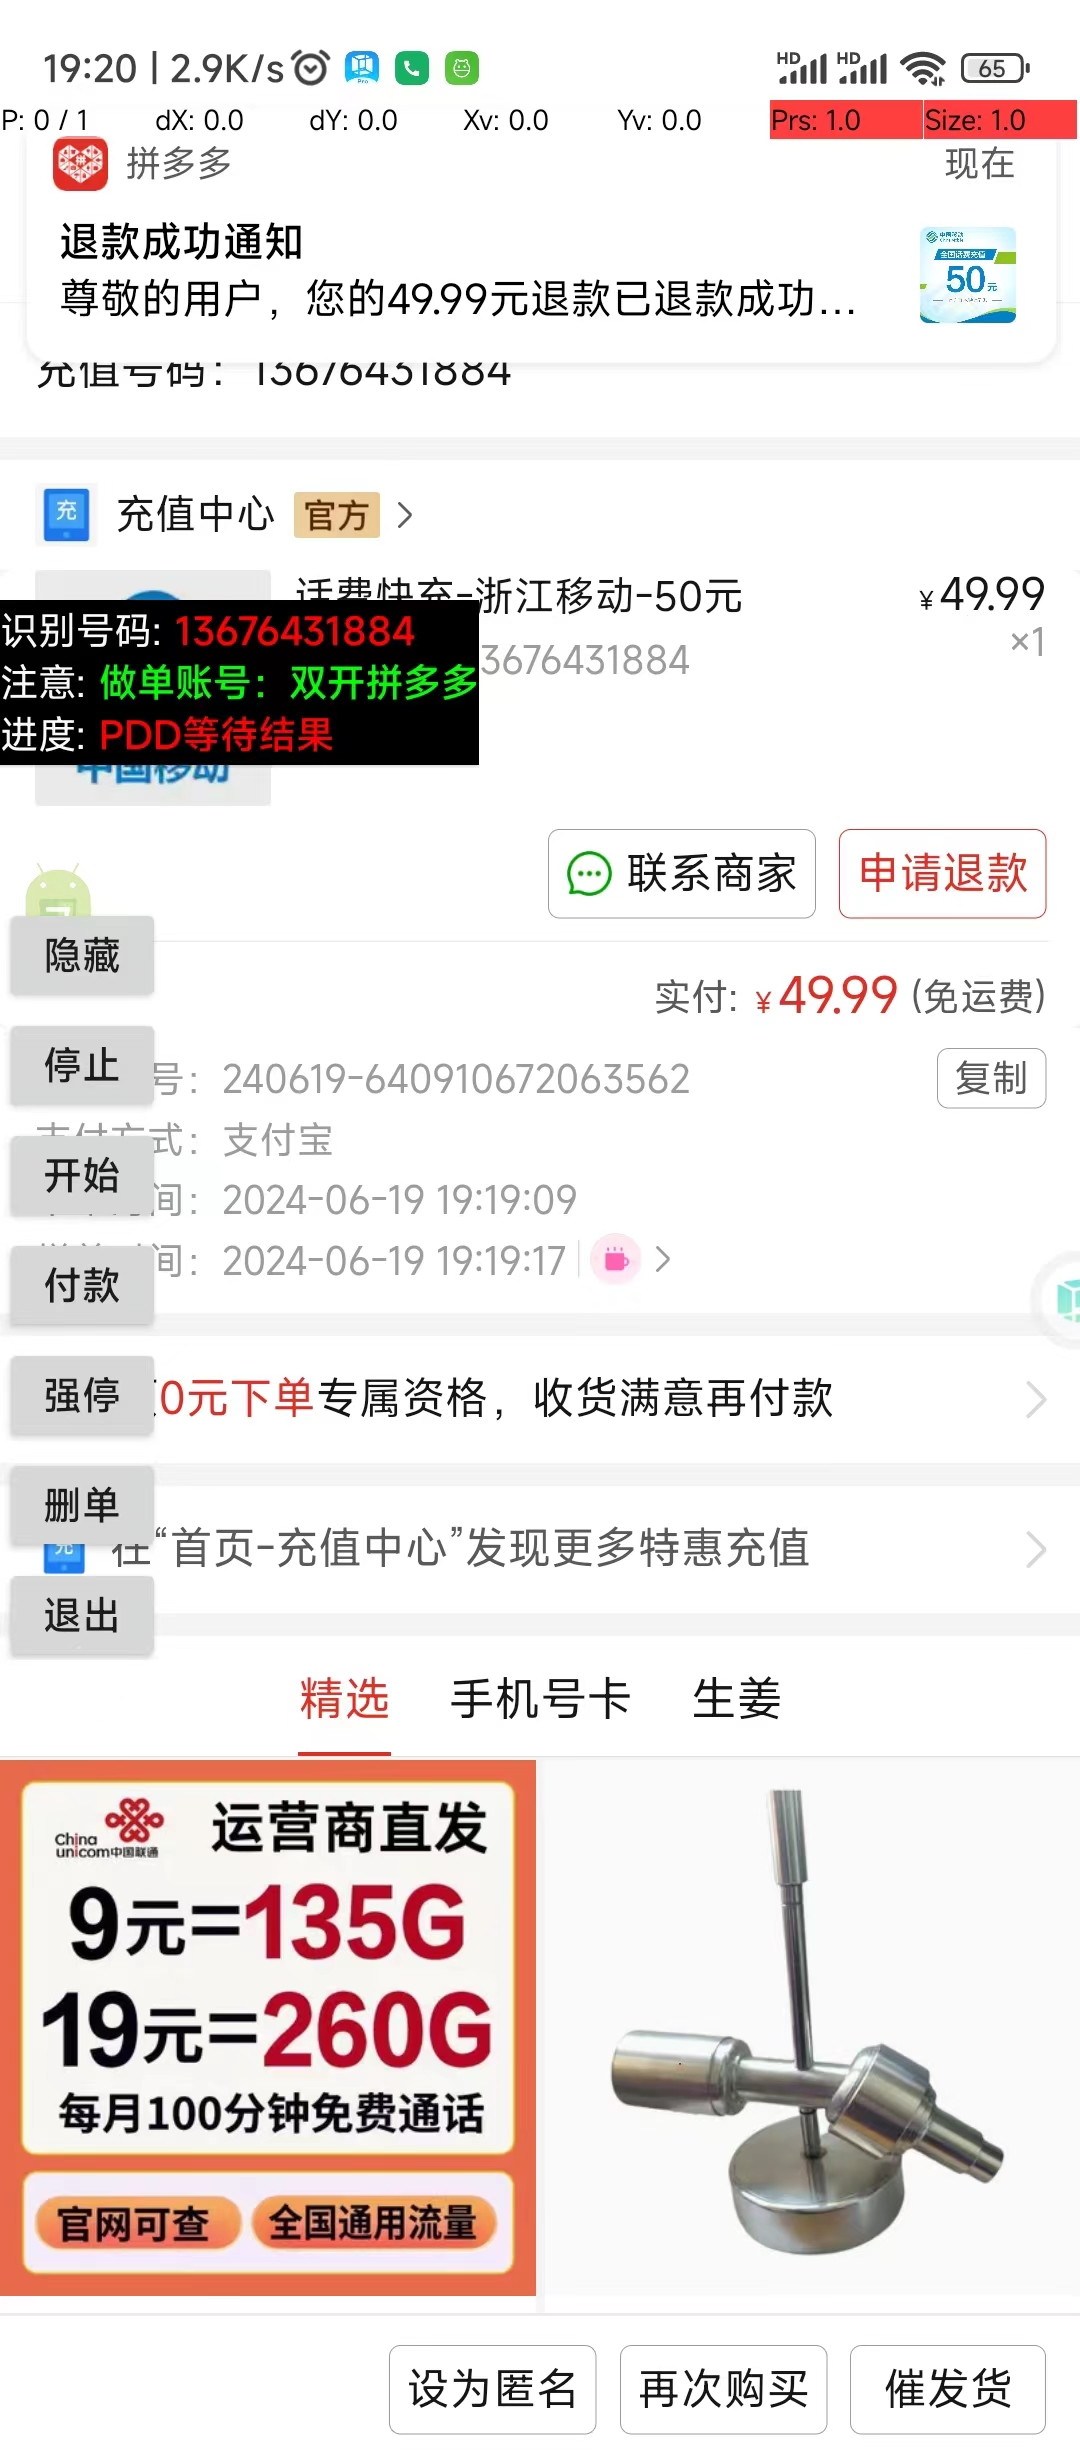 19:20 | 2.9K/s
HD HD 65
P: 0 / 1 dX: 0.0 dY: 0.0 Xv: 0.0 Yv: 0.0 Prs: 1.0 Size: 1.0
拼多多 现在
退款成功通知
尊敬的用户，您的49.99元退款已退款成功...
中国移动
全国话费充值
50元
充值号码： 13676431884
充 充值中心 官方
话费快充-浙江移动-50元 ¥49.99
×1
识别号码: 13676431884
3676431884
注意: 做单账号：双开拼多多
进度: PDD等待结果
中国移动
联系商家 申请退款
隐藏
实付: ¥49.99 (免运费)
停止
号： 240619-640910672063562 复制
支付方式： 支付宝
开始
间： 2024-06-19 19:19:09
间： 2024-06-19 19:19:17
付款
强停
0元下单专属资格，收货满意再付款
删单
充 在“首页-充值中心”发现更多特惠充值
退出
精选 手机号卡 生姜
China unicom中国联通 运营商直发
9元=135G
19元=260G
每月100分钟免费通话
官网可查 全国通用流量
设为匿名 再次购买 催发货